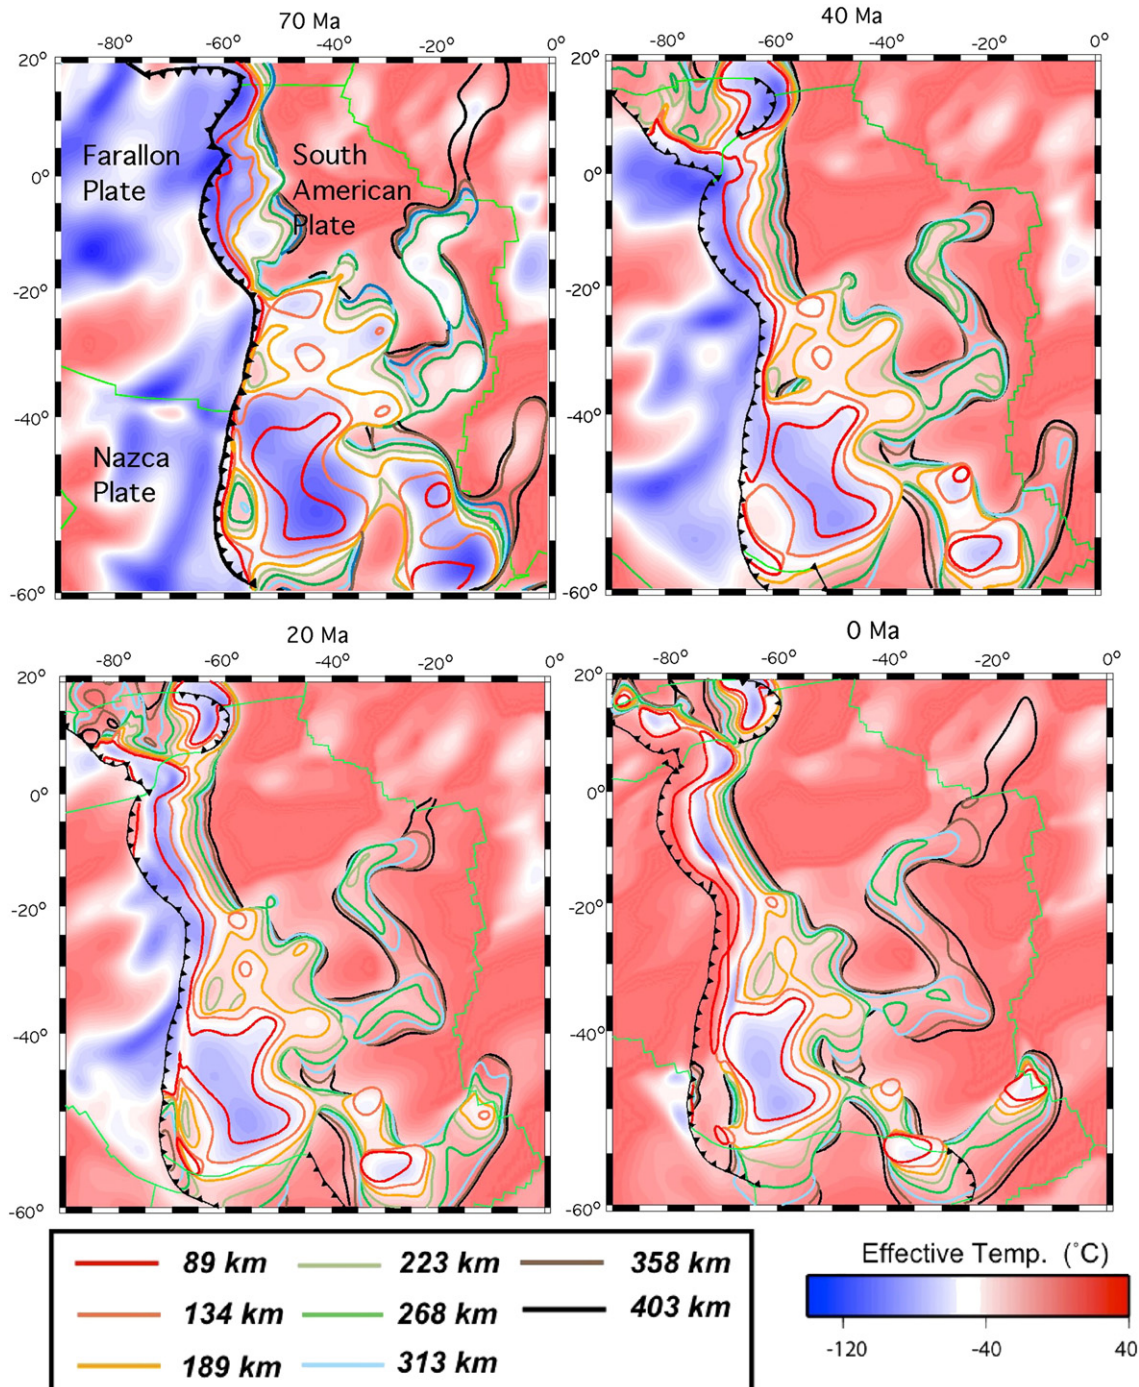 70 Ma
40 Ma
-80° -60° -40° -20° 0°
-80° -60° -40° -20° 0°
20°
20°
Farallon
Plate
South
American
Plate
0°
0°
-20°
-20°
-40°
-40°
Nazca
Plate
-60°
-60°
20 Ma
0 Ma
-80° -60° -40° -20° 0°
-80° -60° -40° -20° 0°
20°
20°
0°
0°
-20°
-20°
-40°
-40°
-60°
-60°
89 km 223 km 358 km
134 km 268 km 403 km
189 km 313 km
Effective Temp. (°C)
-120 -40 40